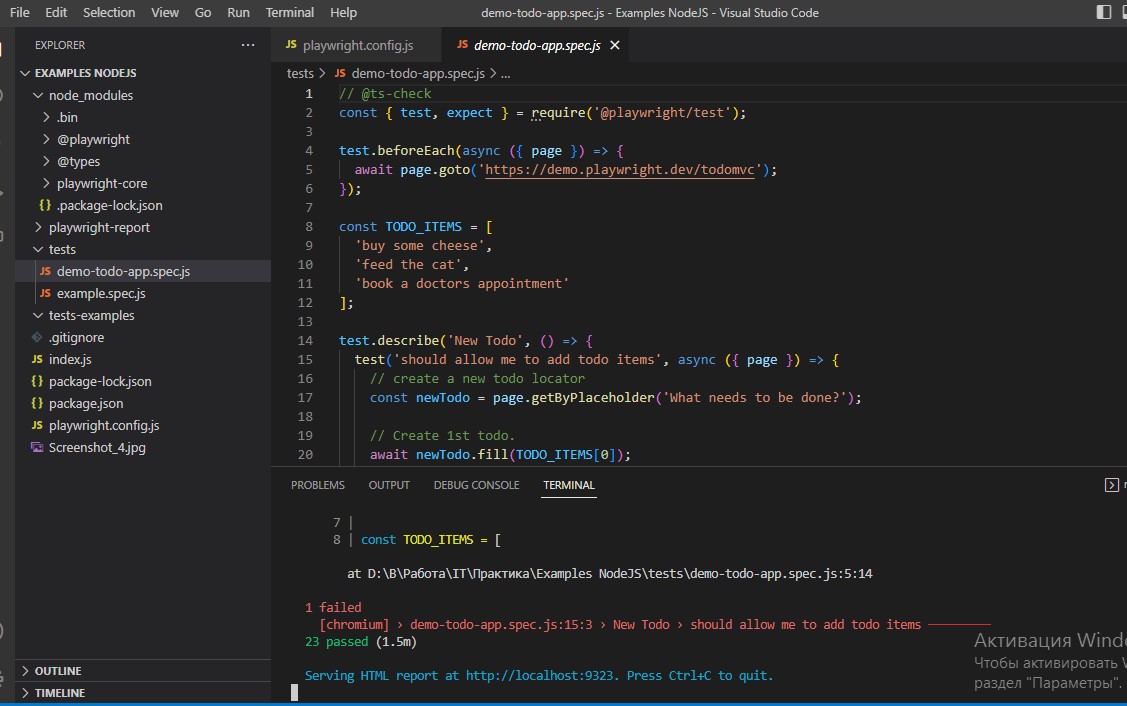 File Edit Selection View Go Run Terminal Help demo-todo-app.spec.js - Examples NodeJS - Visual Studio Code
EXPLORER
EXAMPLES NODEJS
node_modules
.bin
@playwright
@types
playwright-core
{} .package-lock.json
playwright-report
tests
JS demo-todo-app.spec.js
JS example.spec.js
tests-examples
.gitignore
JS index.js
{} package-lock.json
{} package.json
JS playwright.config.js
Screenshot_4.jpg
OUTLINE
TIMELINE
JS playwright.config.js JS demo-todo-app.spec.js
tests > JS demo-todo-app.spec.js > ...
1 // @ts-check
2 const { test, expect } = require('@playwright/test');
3
4 test.beforeEach(async ({ page }) => {
5 await page.goto('https://demo.playwright.dev/todomvc');
6 });
7
8 const TODO_ITEMS = [
9 'buy some cheese',
10 'feed the cat',
11 'book a doctors appointment'
12 ];
13
14 test.describe('New Todo', () => {
15 test('should allow me to add todo items', async ({ page }) => {
16 // create a new todo locator
17 const newTodo = page.getByPlaceholder('What needs to be done?');
18
19 // Create 1st todo.
20 await newTodo.fill(TODO_ITEMS[0]);
PROBLEMS OUTPUT DEBUG CONSOLE TERMINAL
7 |
8 | const TODO_ITEMS = [
at D:\B\Работа\IT\Практика\Examples NodeJS\tests\demo-todo-app.spec.js:5:14
1 failed
[chromium] › demo-todo-app.spec.js:15:3 › New Todo › should allow me to add todo items
23 passed (1.5m)
Serving HTML report at http://localhost:9323. Press Ctrl+C to quit.
Активация Windo
Чтобы активировать W
раздел "Параметры".